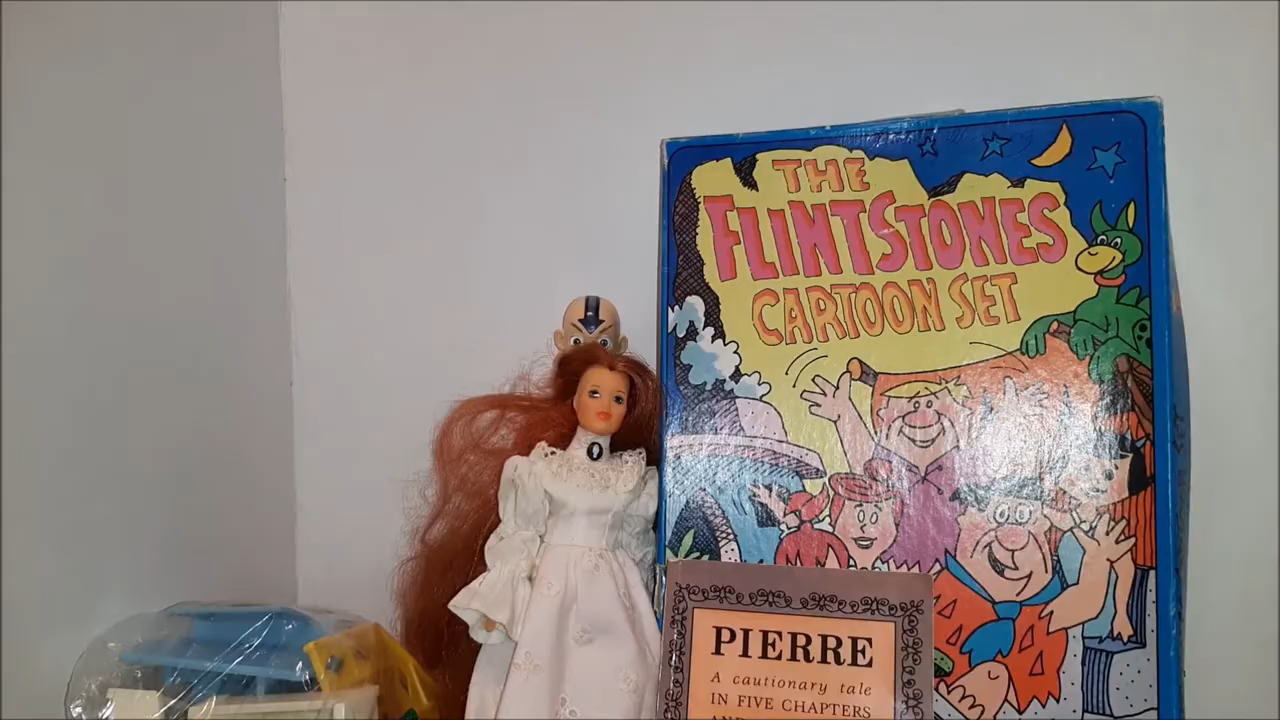 THE
FLINTSTONES
CARTOON SET
PIERRE
A cautionary tale
IN FIVE CHAPTERS